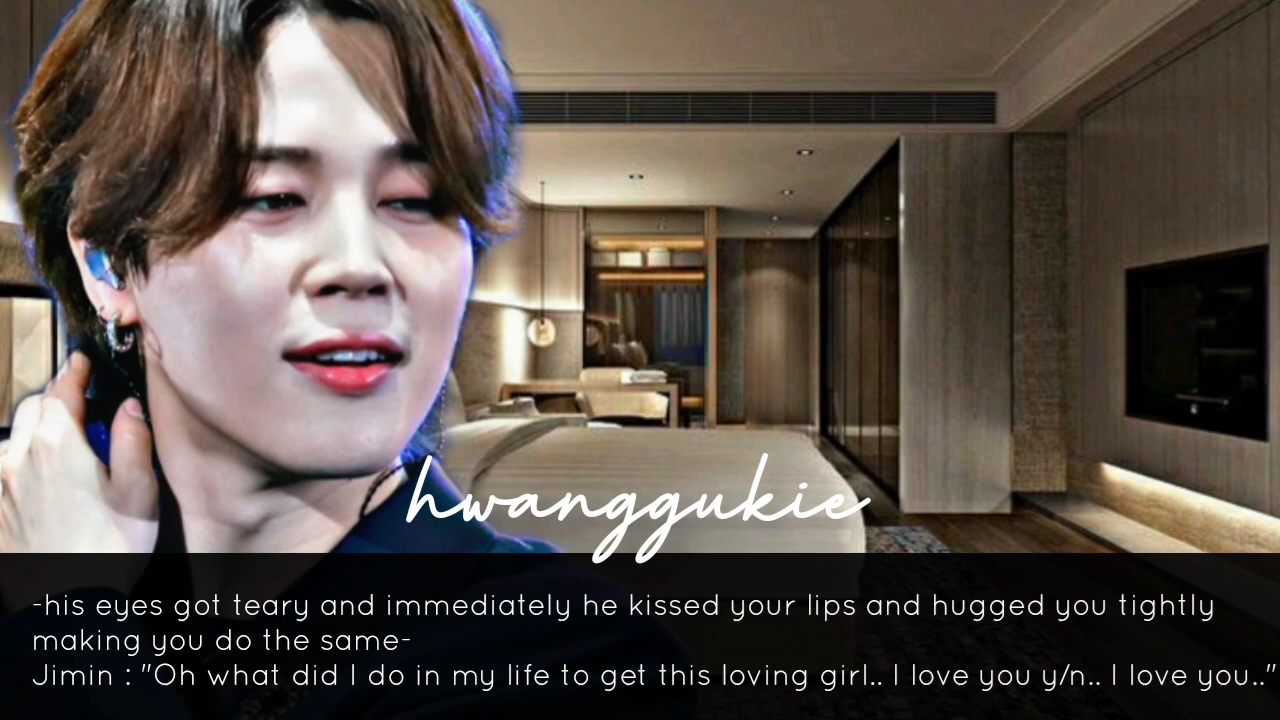 hwanggukie
-his eyes got teary and immediately he kissed your lips and hugged you tightly
making you do the same-
Jimin : "Oh what did I do in my life to get this loving girl.. I love you y/n.. I love you.."